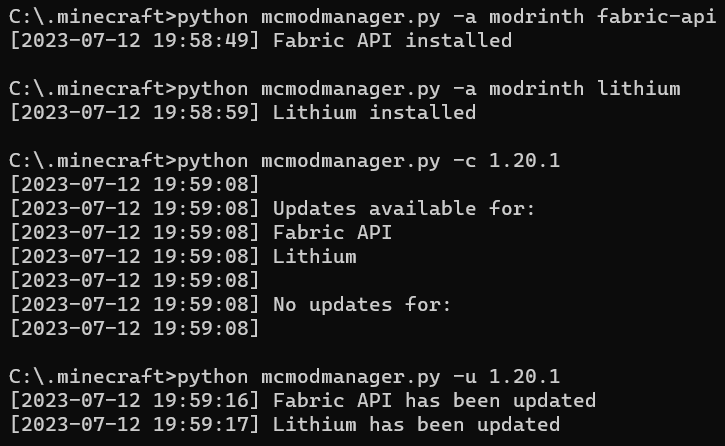 C:\.minecraft>python mcmodmanager.py -a modrinth fabric-api
[2023-07-12 19:58:49] Fabric API installed
C:\.minecraft>python mcmodmanager.py -a modrinth lithium
[2023-07-12 19:58:59] Lithium installed
C:\.minecraft>python mcmodmanager.py -c 1.20.1
[2023-07-12 19:59:08]
[2023-07-12 19:59:08] Updates available for:
[2023-07-12 19:59:08] Fabric API
[2023-07-12 19:59:08] Lithium
[2023-07-12 19:59:08]
[2023-07-12 19:59:08] No updates for:
[2023-07-12 19:59:08]
C:\.minecraft>python mcmodmanager.py -u 1.20.1
[2023-07-12 19:59:16] Fabric API has been updated
[2023-07-12 19:59:17] Lithium has been updated